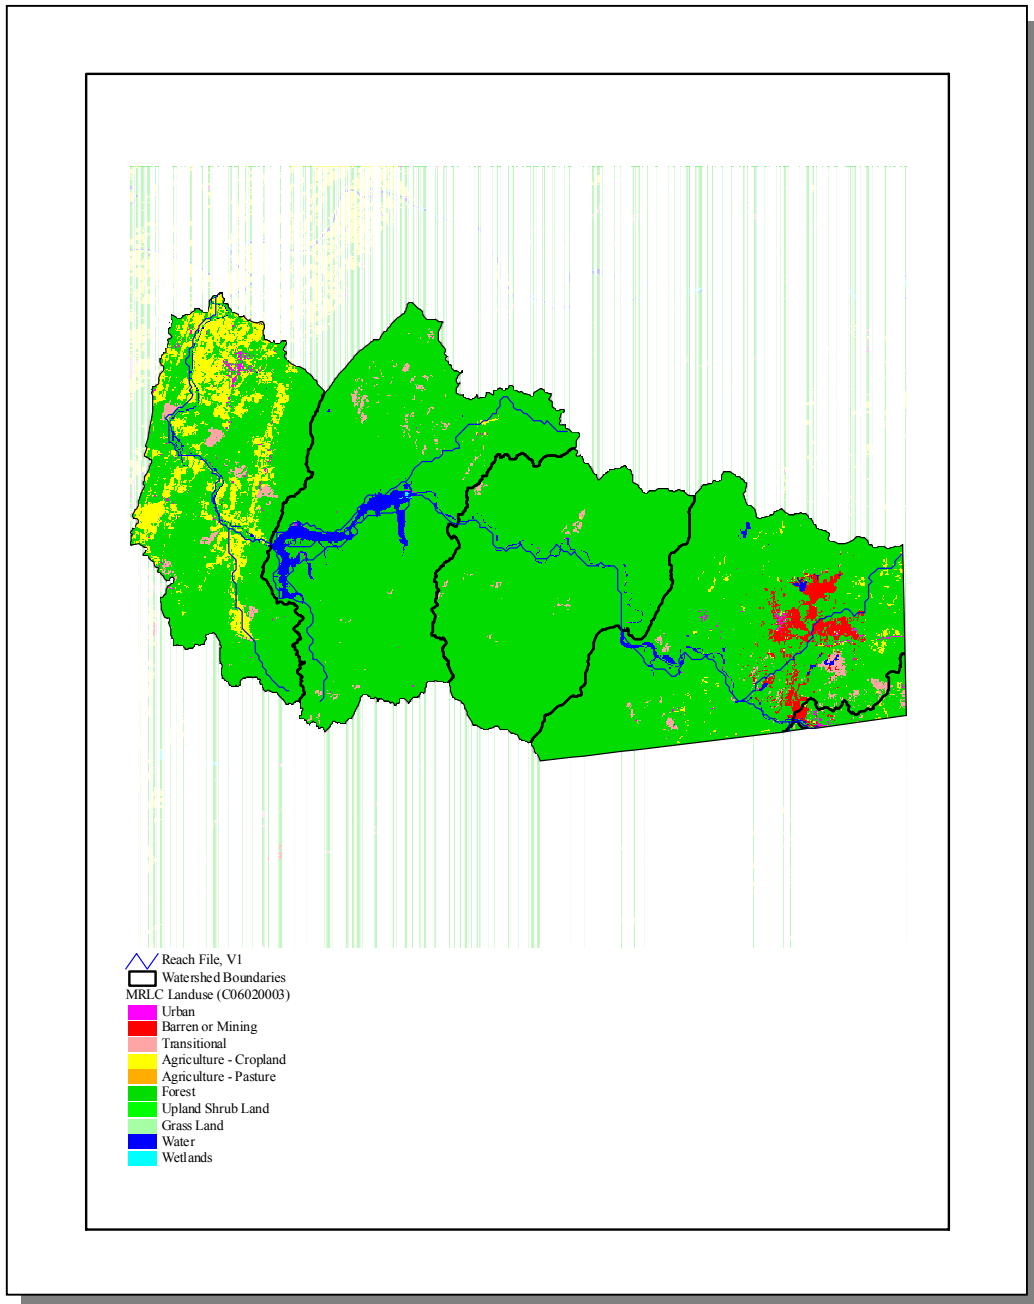 Reach File, V1
Watershed Boundaries
MRLC Landuse (C06020003)
Urban
Barren or Mining
Transitional
Agriculture - Cropland
Agriculture - Pasture
Forest
Upland Shrub Land
Grass Land
Water
Wetlands